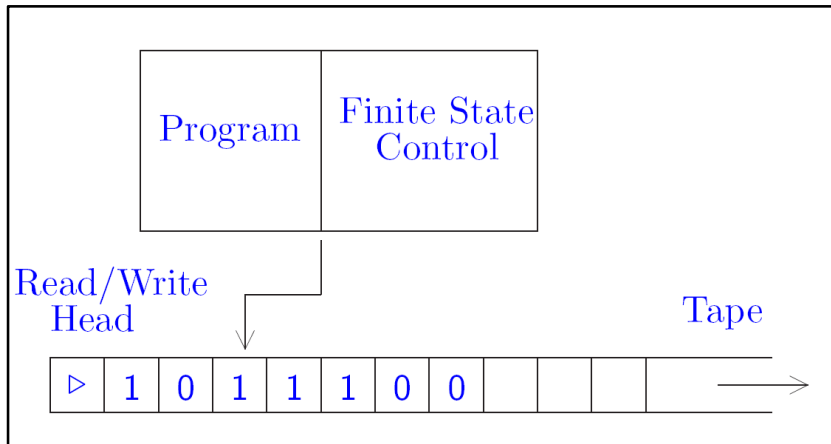 Program
Finite State
Control
Read/Write
Head
Tape
▷ 1 0 1 1 1 0 0